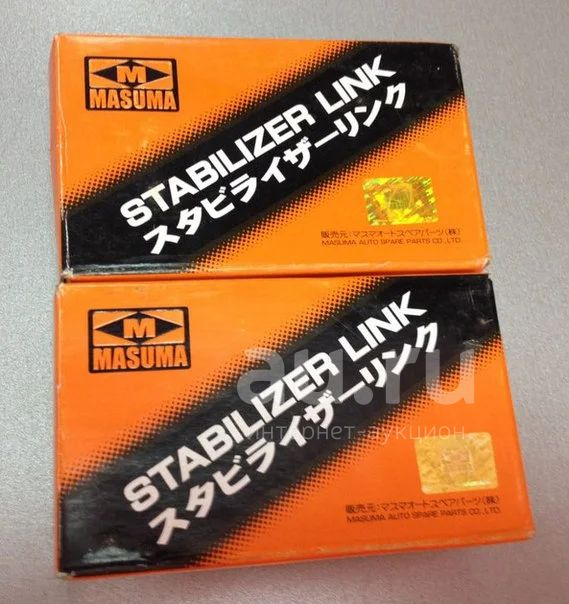 M
MASUMA
STABILIZER LINK
スタビライザーリンク
販売元:マスマオートスペアパーツ(株)
MASUMA AUTO SPARE PARTS CO.,LTD.
M
MASUMA
STABILIZER LINK
スタビライザーリンク
au.ru
интернет-аукцион
販売元:マスマオートスペアパーツ(株)
MASUMA AUTO SPARE PARTS CO.,LTD.